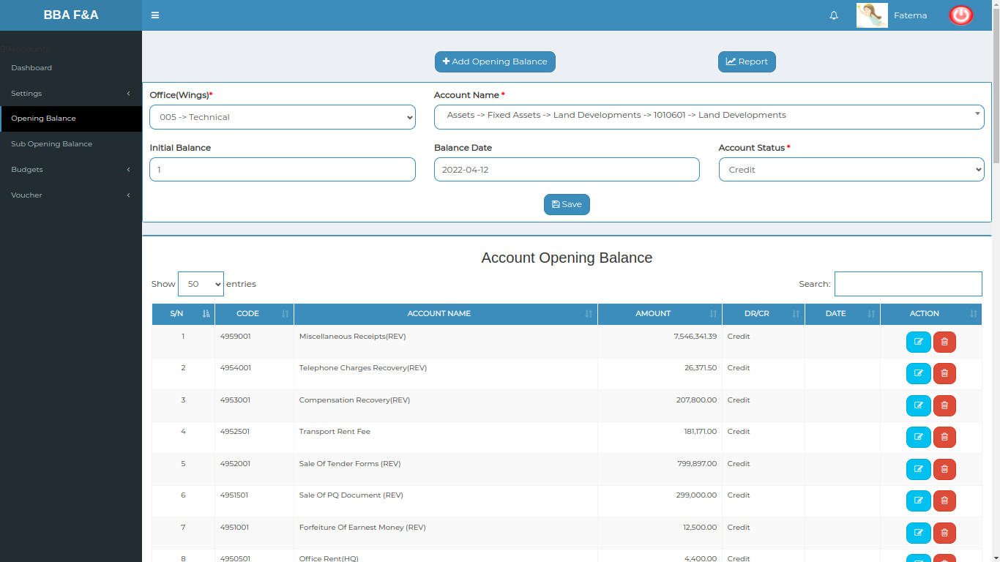 BBA F&A
Fatema
Dashboard
Settings
Opening Balance
Sub Opening Balance
Budgets
Voucher
Add Opening Balance
Report
Office(Wings)*
Account Name *
005 -> Technical
Assets -> Fixed Assets -> Land Developments -> 1010601 -> Land Developments
Initial Balance
Balance Date
Account Status *
1
2022-04-12
Credit
Save
Account Opening Balance
Show 50 entries
Search:
S/N CODE ACCOUNT NAME AMOUNT DR/CR DATE ACTION
1 4959001 Miscellaneous Receipts(REV) 7,546,341.39 Credit
2 4954001 Telephone Charges Recovery(REV) 26,371.50 Credit
3 4953001 Compensation Recovery(REV) 207,800.00 Credit
4 4952501 Transport Rent Fee 181,171.00 Credit
5 4952001 Sale Of Tender Forms (REV) 799,897.00 Credit
6 4951501 Sale Of PQ Document (REV) 299,000.00 Credit
7 4951001 Forfeiture Of Earnest Money (REV) 12,500.00 Credit
8 4950501 Office Rent(HQ) 4,400.00 Credit